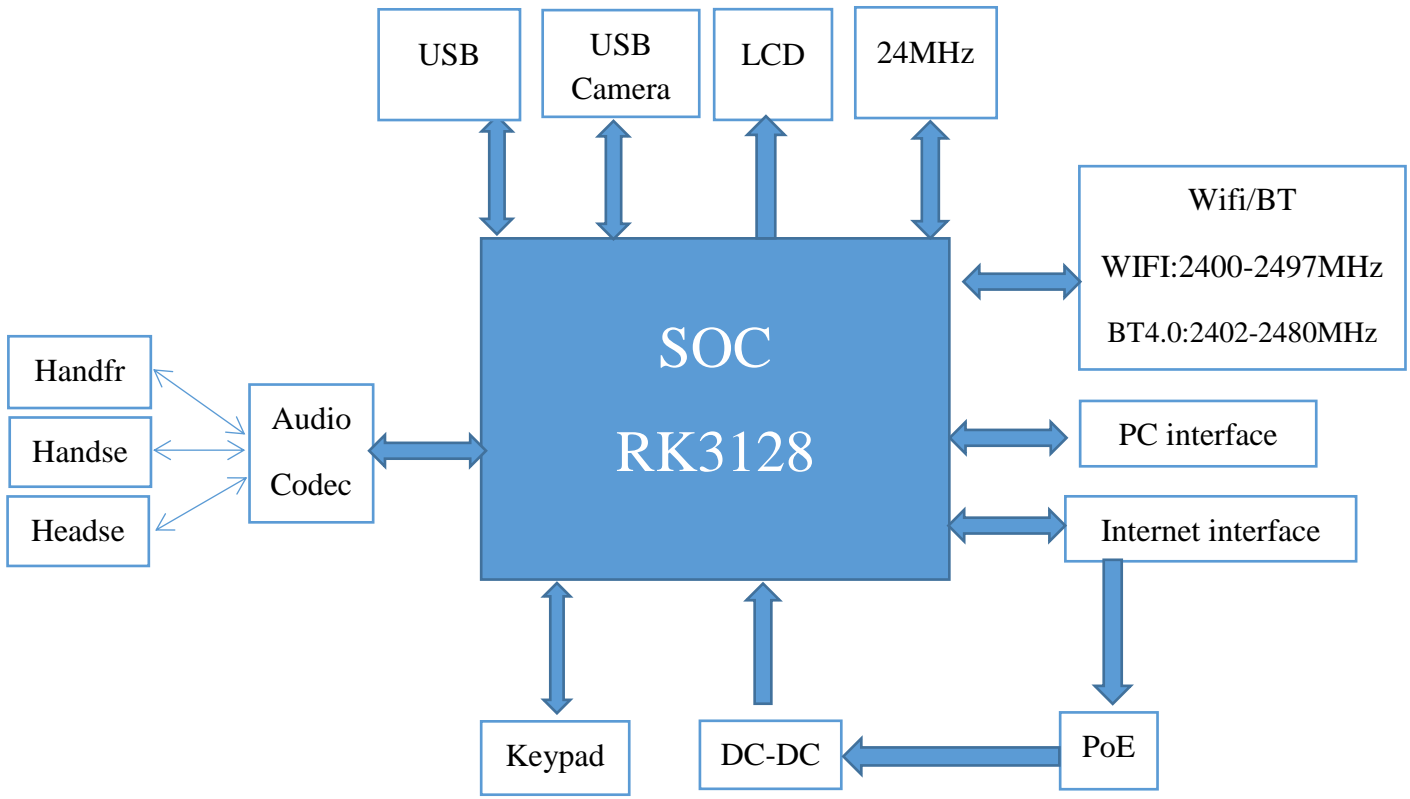 USB
USB
Camera
LCD
24MHz
Wifi/BT
WIFI:2400-2497MHz
BT4.0:2402-2480MHz
SOC
RK3128
Handfr
Handse
Headse
Audio
Codec
PC interface
Internet interface
Keypad
DC-DC
PoE